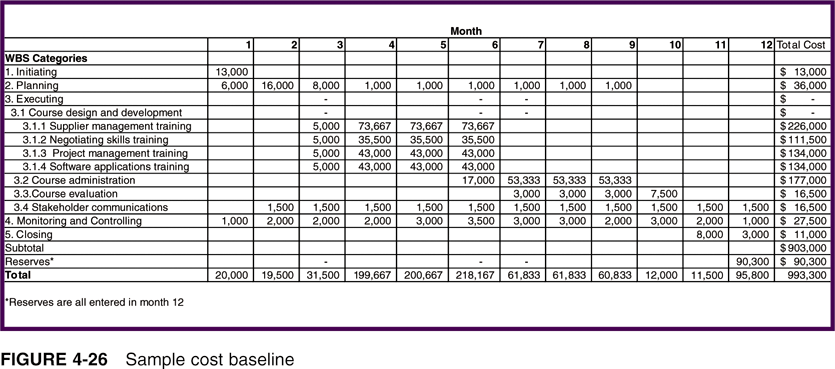 Month
1 2 3 4 5 6 7 8 9 10 11 12 Total Cost
WBS Categories
1. Initiating 13,000 $ 13,000
2. Planning 6,000 16,000 8,000 1,000 1,000 1,000 1,000 1,000 1,000 $ 36,000
3. Executing - - - $ -
3.1 Course design and development - - - $ -
3.1.1 Supplier management training 5,000 73,667 73,667 73,667 $226,000
3.1.2 Negotiating skills training 5,000 35,500 35,500 35,500 $111,500
3.1.3 Project management training 5,000 43,000 43,000 43,000 $134,000
3.1.4 Software applications training 5,000 43,000 43,000 43,000 $134,000
3.2 Course administration 17,000 53,333 53,333 53,333 $177,000
3.3.Course evaluation 3,000 3,000 3,000 7,500 $ 16,500
3.4 Stakeholder communications 1,500 1,500 1,500 1,500 1,500 1,500 1,500 1,500 1,500 1,500 1,500 $ 16,500
4. Monitoring and Controlling 1,000 2,000 2,000 2,000 3,000 3,500 3,000 3,000 2,000 3,000 2,000 1,000 $ 27,500
5. Closing 8,000 3,000 $ 11,000
Subtotal $903,000
Reserves* - - - 90,300 $ 90,300
Total 20,000 19,500 31,500 199,667 200,667 218,167 61,833 61,833 60,833 12,000 11,500 95,800 993,300
*Reserves are all entered in month 12
FIGURE 4-26 Sample cost baseline